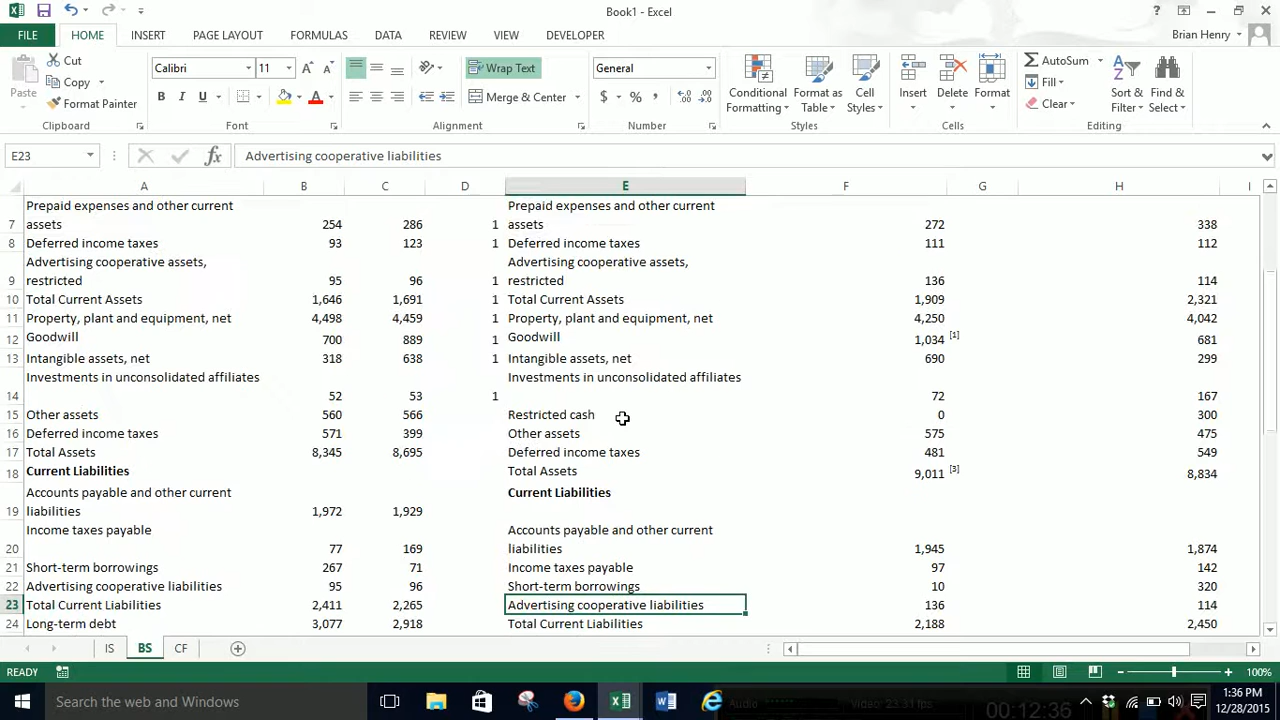 Book1 - Excel
?
FILE HOME INSERT PAGE LAYOUT FORMULAS DATA REVIEW VIEW DEVELOPER Brian Henry
Paste
Cut
Copy
Format Painter
Calibri 11
B I U A
Wrap Text
Merge & Center
General
$ % ,
Conditional Formatting
Format as Table
Cell Styles
Insert
Delete
Format
AutoSum
Fill
Clear
Sort & Filter
Find & Select
Clipboard Font Alignment Number Styles Cells Editing
E23 fx Advertising cooperative liabilities
A B C D E F G H I
Prepaid expenses and other current Prepaid expenses and other current
7 assets 254 286 1 assets 272 338
8 Deferred income taxes 93 123 1 Deferred income taxes 111 112
Advertising cooperative assets, Advertising cooperative assets,
9 restricted 95 96 1 restricted 136 114
10 Total Current Assets 1,646 1,691 1 Total Current Assets 1,909 2,321
11 Property, plant and equipment, net 4,498 4,459 1 Property, plant and equipment, net 4,250 4,042
12 Goodwill 700 889 1 Goodwill 1,034 [1] 681
13 Intangible assets, net 318 638 1 Intangible assets, net 690 299
Investments in unconsolidated affiliates Investments in unconsolidated affiliates
14 52 53 1 72 167
15 Other assets 560 566 Restricted cash 0 300
16 Deferred income taxes 571 399 Other assets 575 475
17 Total Assets 8,345 8,695 Deferred income taxes 481 549
18 Current Liabilities Total Assets 9,011 [3] 8,834
Accounts payable and other current Current Liabilities
19 liabilities 1,972 1,929
Income taxes payable Accounts payable and other current
20 77 169 liabilities 1,945 1,874
21 Short-term borrowings 267 71 Income taxes payable 97 142
22 Advertising cooperative liabilities 95 96 Short-term borrowings 10 320
23 Total Current Liabilities 2,411 2,265 Advertising cooperative liabilities 136 114
24 Long-term debt 3,077 2,918 Total Current Liabilities 2,188 2,450
IS BS CF
READY 100%
Search the web and Windows
Audio Video: 23.31 fps 00:12:36
1:36 PM
12/28/2015